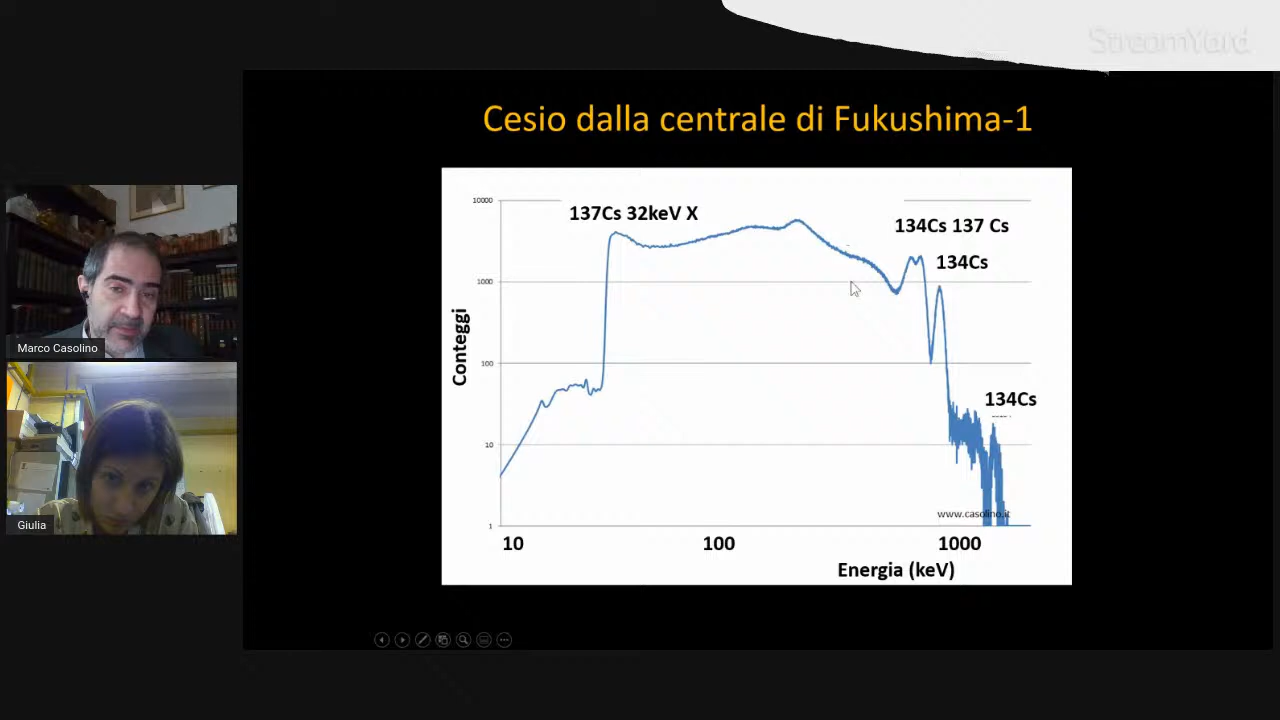 StreamYard
Cesio dalla centrale di Fukushima-1
10000
137Cs 32keV X
134Cs 137 Cs
134Cs
1000
Conteggi
100
134Cs
10
www.casolino.it
1
10
100
1000
Energia (keV)
Marco Casolino
Giulia